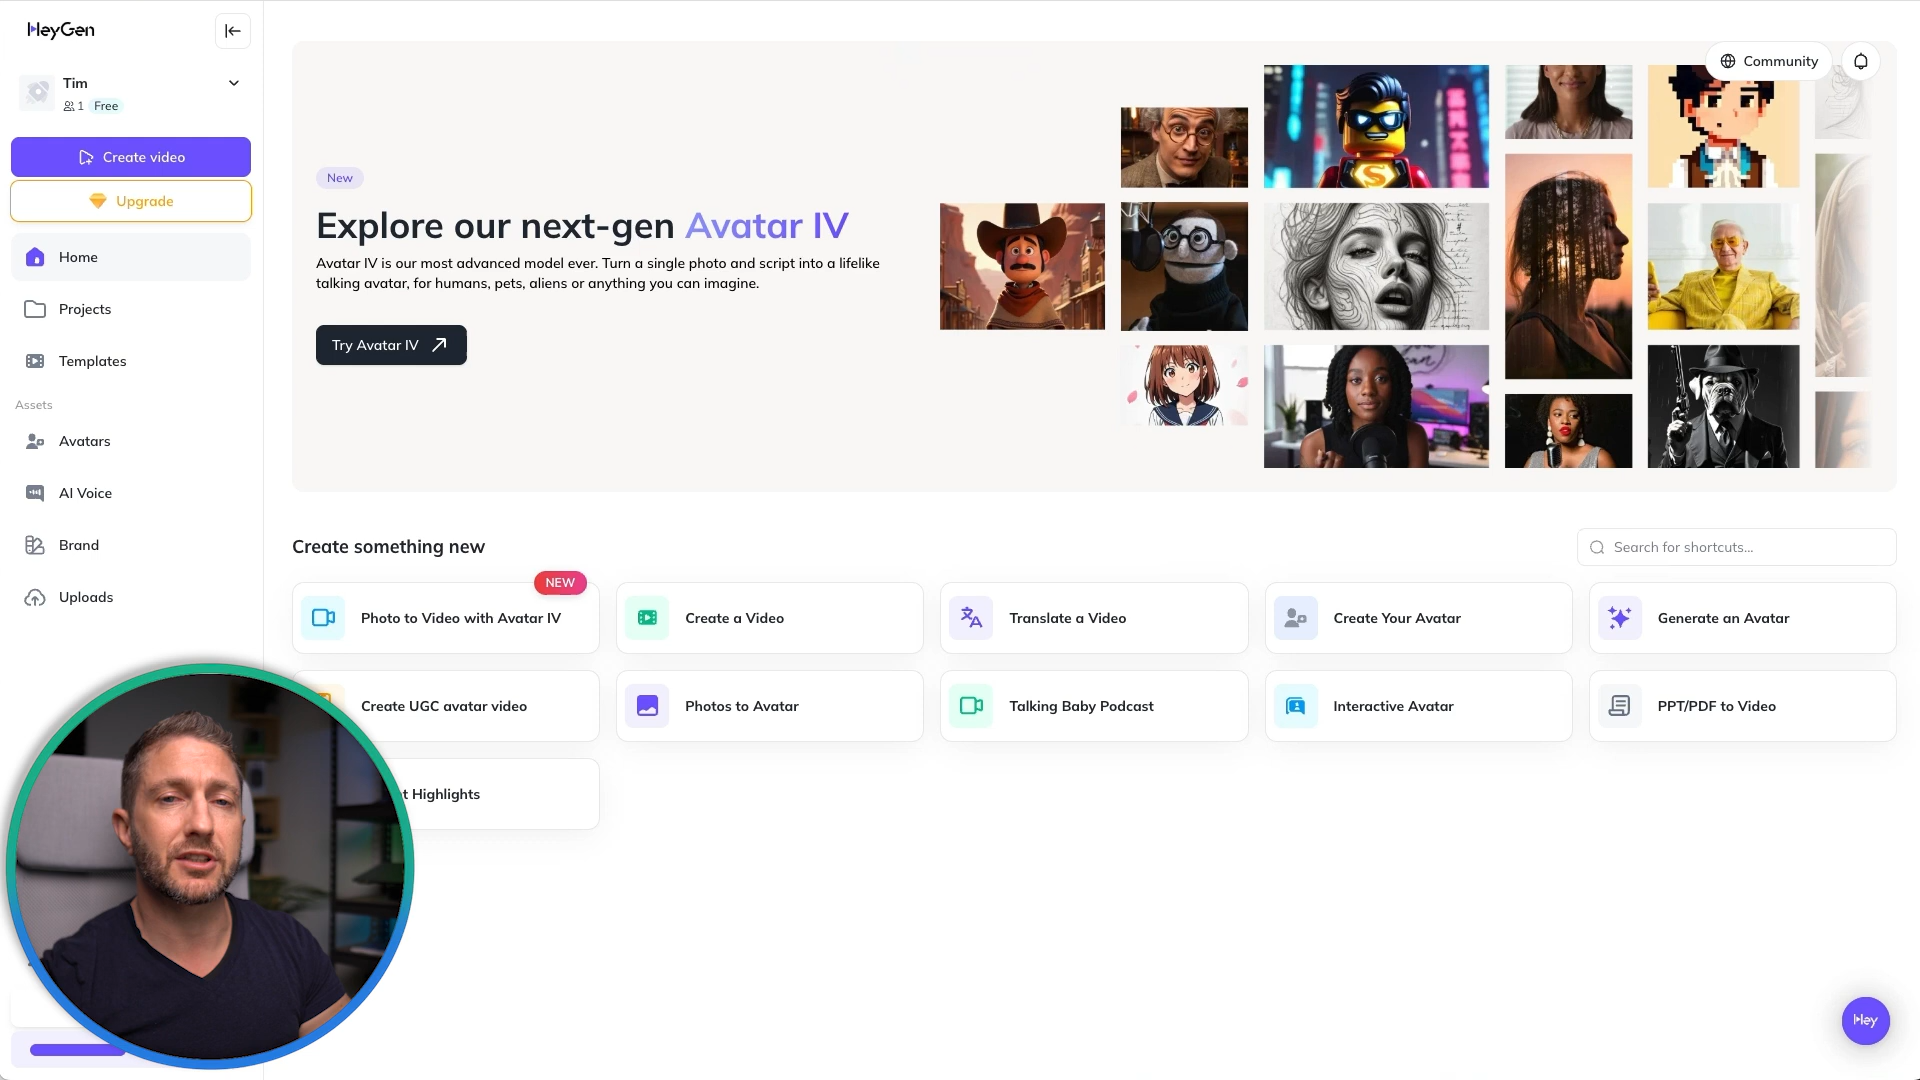 HeyGen
Tim
1 Free
Create video
Upgrade
Home
Projects
Templates
Assets
Avatars
AI Voice
Brand
Uploads
Community
New
Explore our next-gen Avatar IV
Avatar IV is our most advanced model ever. Turn a single photo and script into a lifelike
talking avatar, for humans, pets, aliens or anything you can imagine.
Try Avatar IV
Create something new
Search for shortcuts...
NEW
Photo to Video with Avatar IV
Create a Video
Translate a Video
Create Your Avatar
Generate an Avatar
Create UGC avatar video
Photos to Avatar
Talking Baby Podcast
Interactive Avatar
PPT/PDF to Video
Highlights
Hey